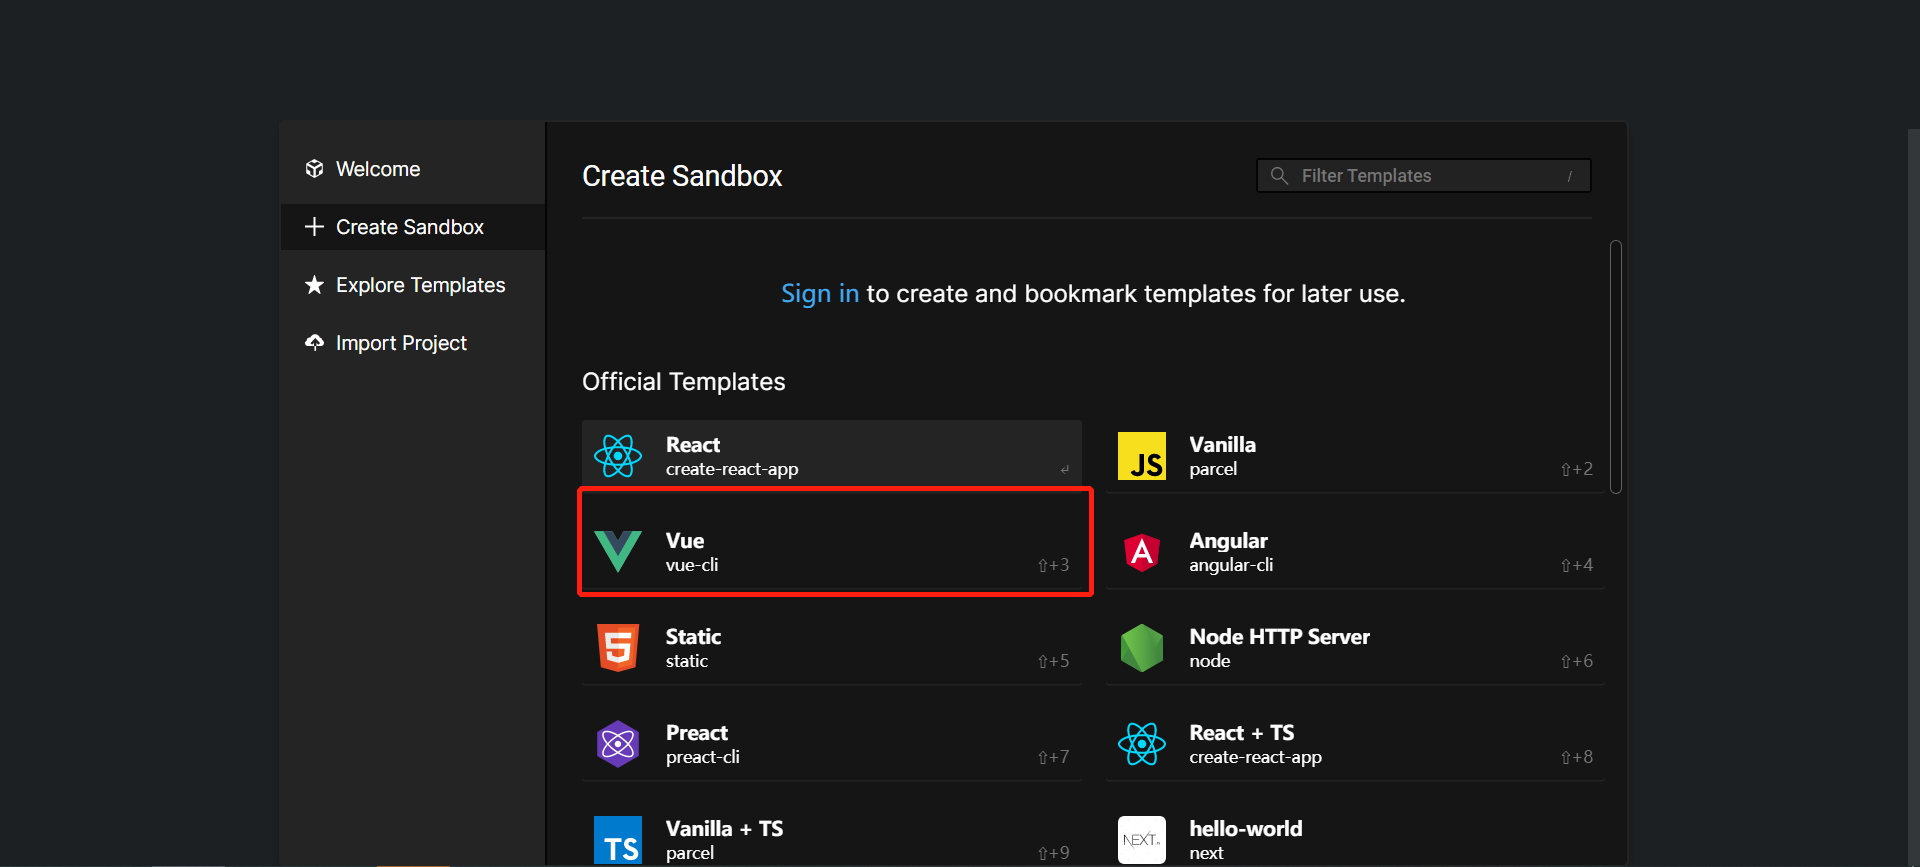 Welcome
Create Sandbox
Explore Templates
Import Project
Create Sandbox
Filter Templates /
Sign in to create and bookmark templates for later use.
Official Templates
React
create-react-app ↵
JS
Vanilla
parcel ⇧+2
Vue
vue-cli ⇧+3
A
Angular
angular-cli ⇧+4
5
Static
static ⇧+5
Node HTTP Server
node ⇧+6
Preact
preact-cli ⇧+7
React + TS
create-react-app ⇧+8
TS
Vanilla + TS
parcel ⇧+9
NEXT.js
hello-world
next